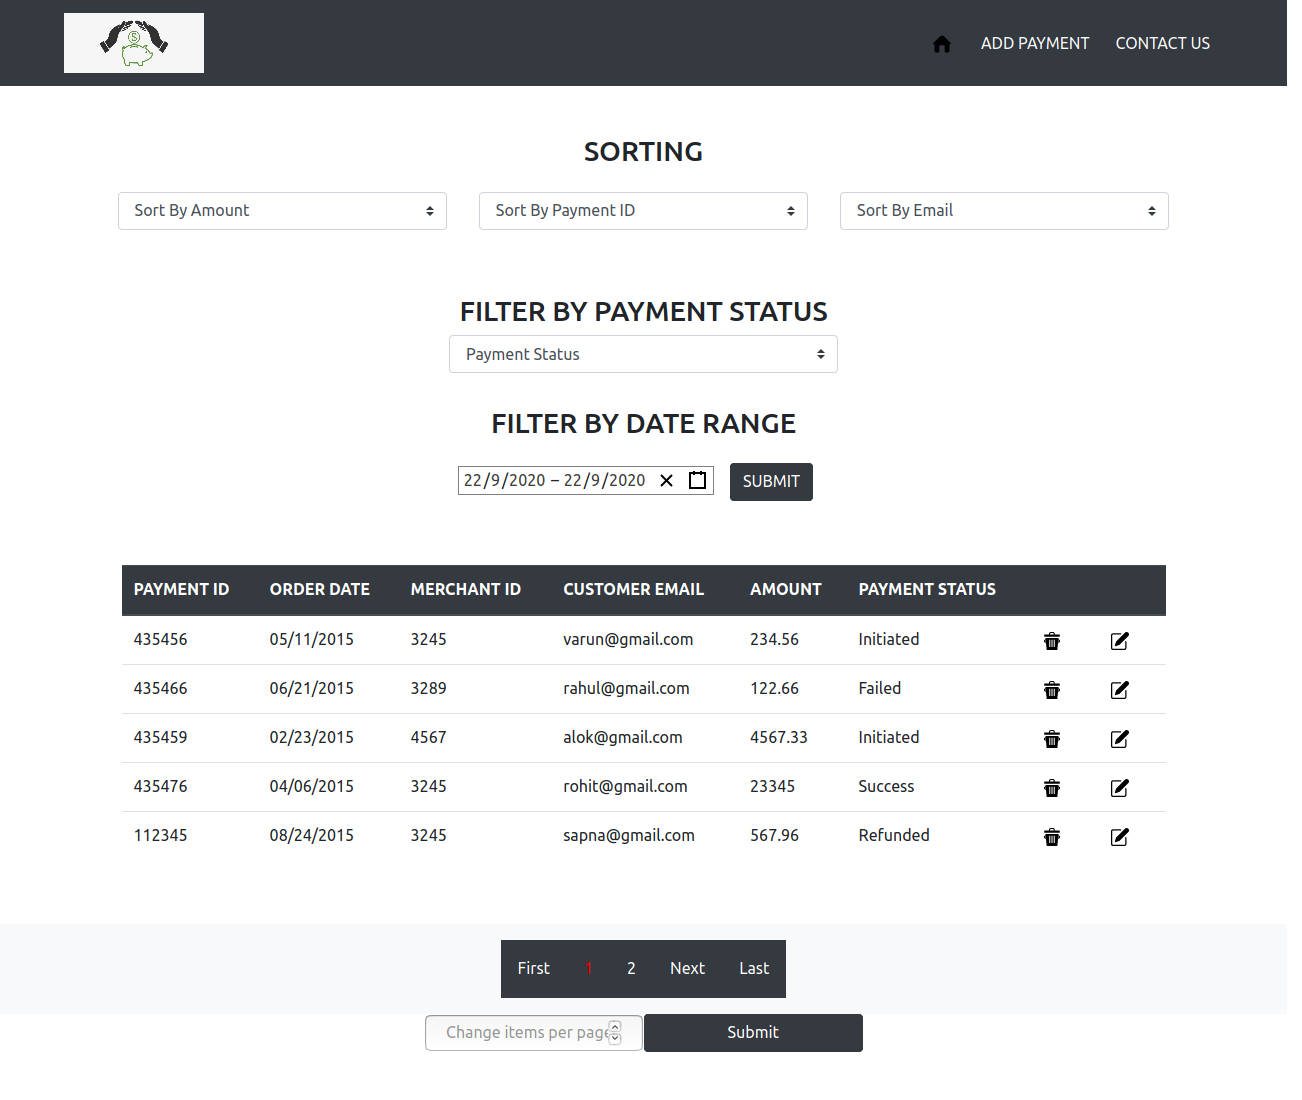 ADD PAYMENT CONTACT US
SORTING
Sort By Amount Sort By Payment ID Sort By Email
FILTER BY PAYMENT STATUS
Payment Status
FILTER BY DATE RANGE
22/9/2020 – 22/9/2020 SUBMIT
PAYMENT ID ORDER DATE MERCHANT ID CUSTOMER EMAIL AMOUNT PAYMENT STATUS
435456 05/11/2015 3245 varun@gmail.com 234.56 Initiated
435466 06/21/2015 3289 rahul@gmail.com 122.66 Failed
435459 02/23/2015 4567 alok@gmail.com 4567.33 Initiated
435476 04/06/2015 3245 rohit@gmail.com 23345 Success
112345 08/24/2015 3245 sapna@gmail.com 567.96 Refunded
First 1 2 Next Last
Change items per page Submit